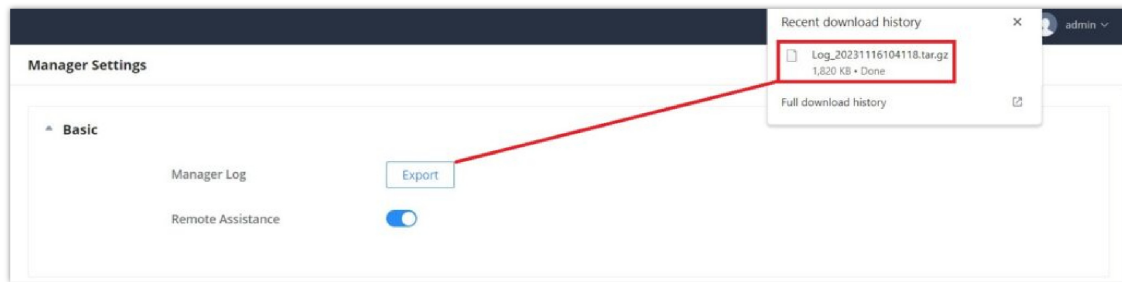 Recent download history
admin
Log_20231116104118.tar.gz
1,820 KB • Done
Full download history
Manager Settings
Basic
Manager Log
Export
Remote Assistance